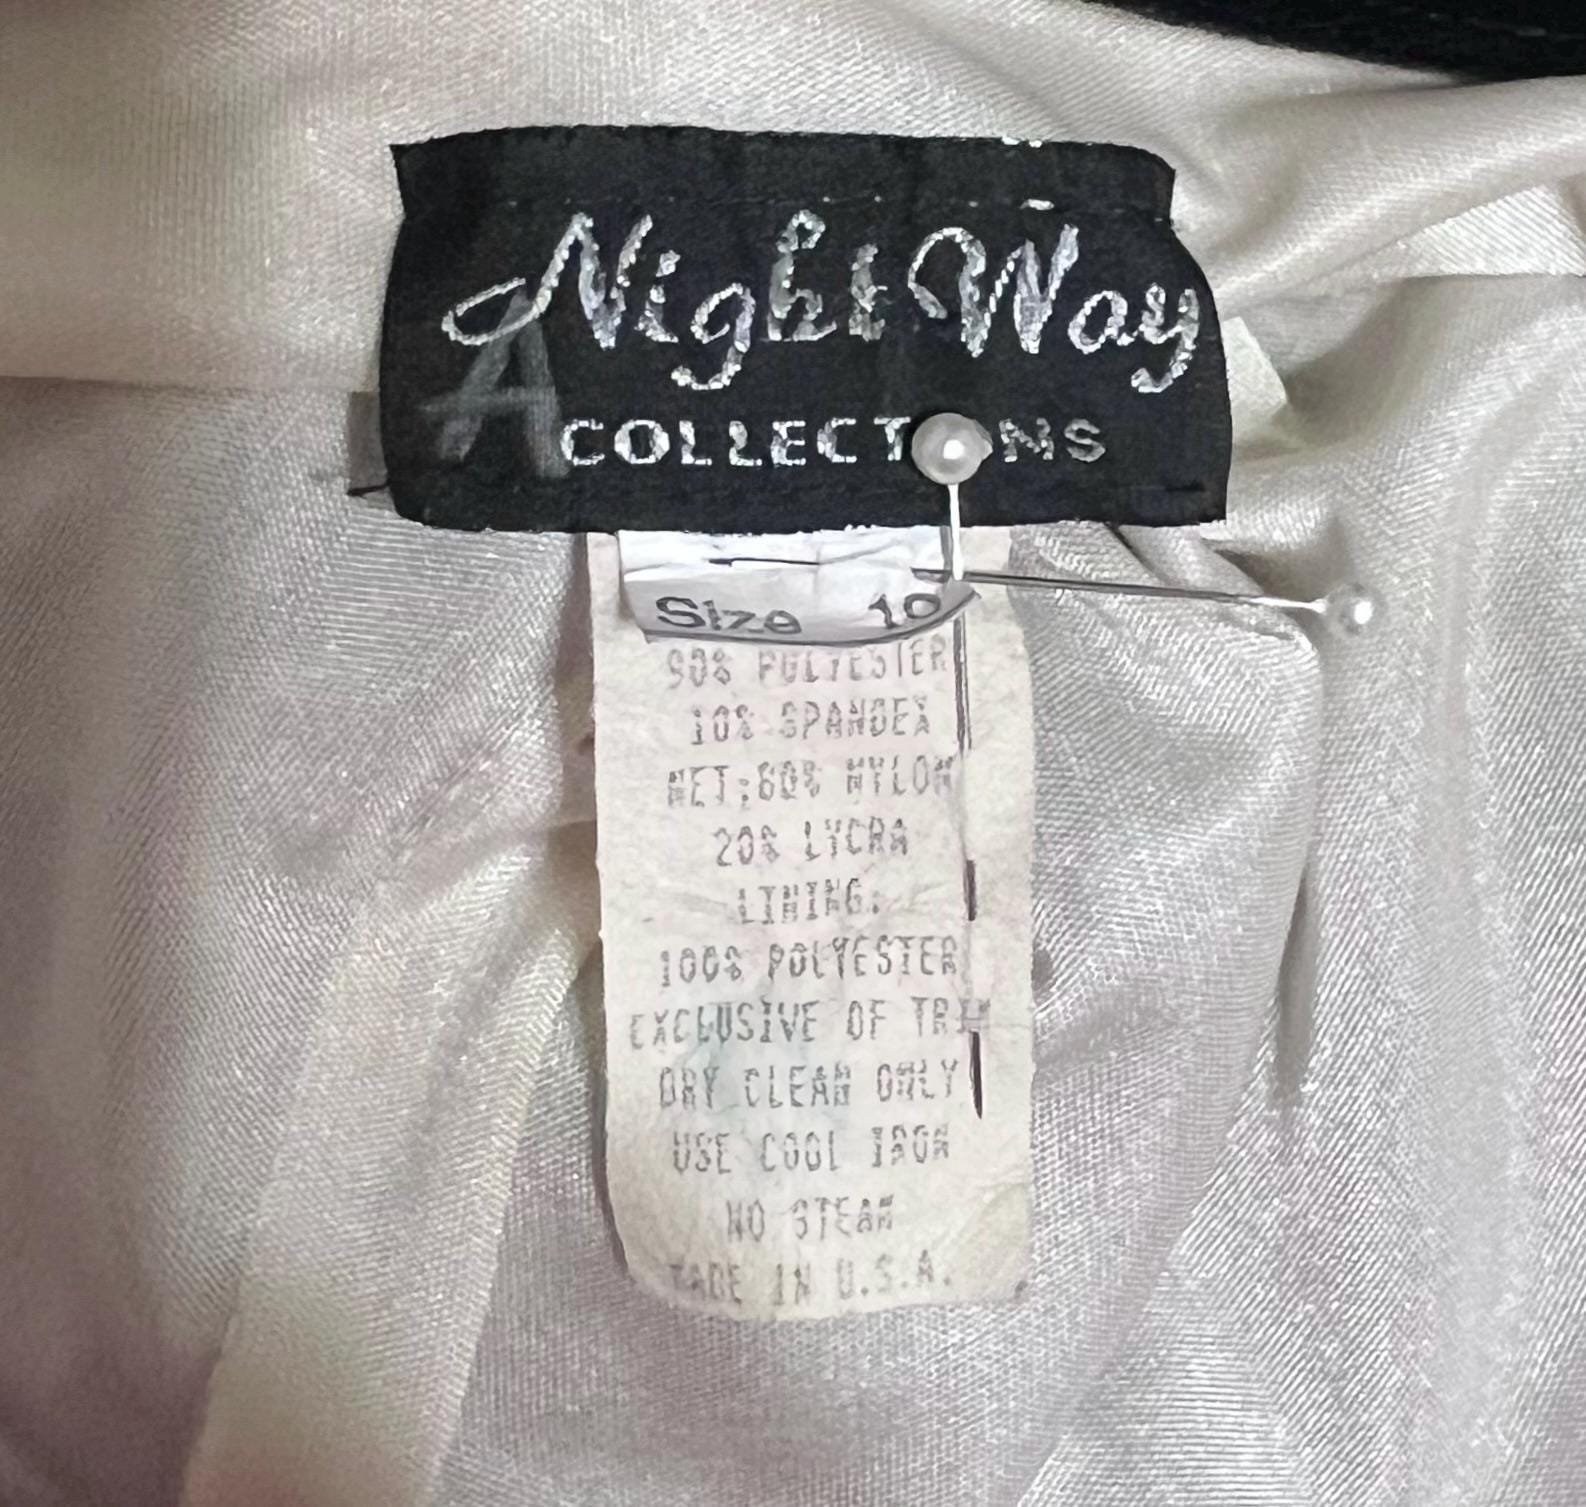 Night Way
A
COLLECTIONS
Size 10
90% POLYESTER
10% SPANDEX
NET:80% NYLON
20% LYCRA
LINING:
100% POLYESTER
EXCLUSIVE OF TRIM
DRY CLEAN ONLY
USE COOL IRON
NO STEAM
MADE IN U.S.A.